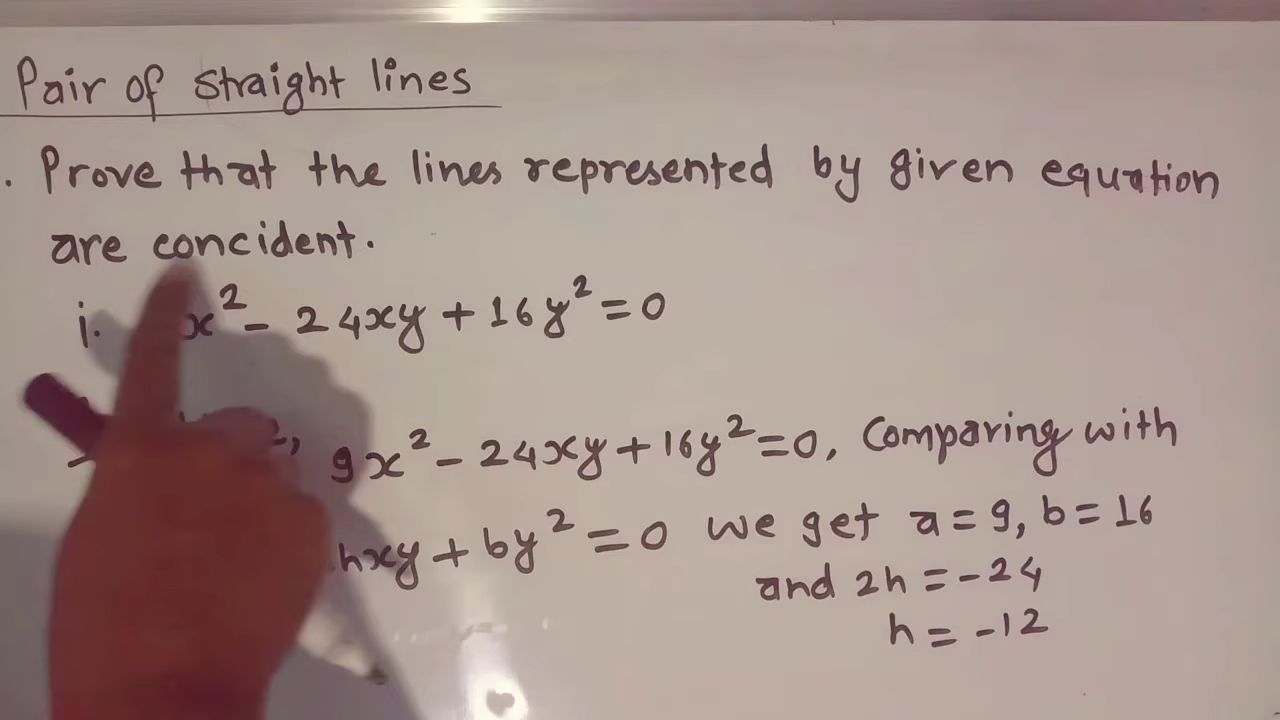 Pair of straight lines
. Prove that the lines represented by given equation
are concident.
i. x² - 24xy + 16y² = 0
9x² - 24xy + 16y² = 0, Comparing with
hxy + by² = 0 we get a = 9, b = 16
and 2h = -24
h = -12